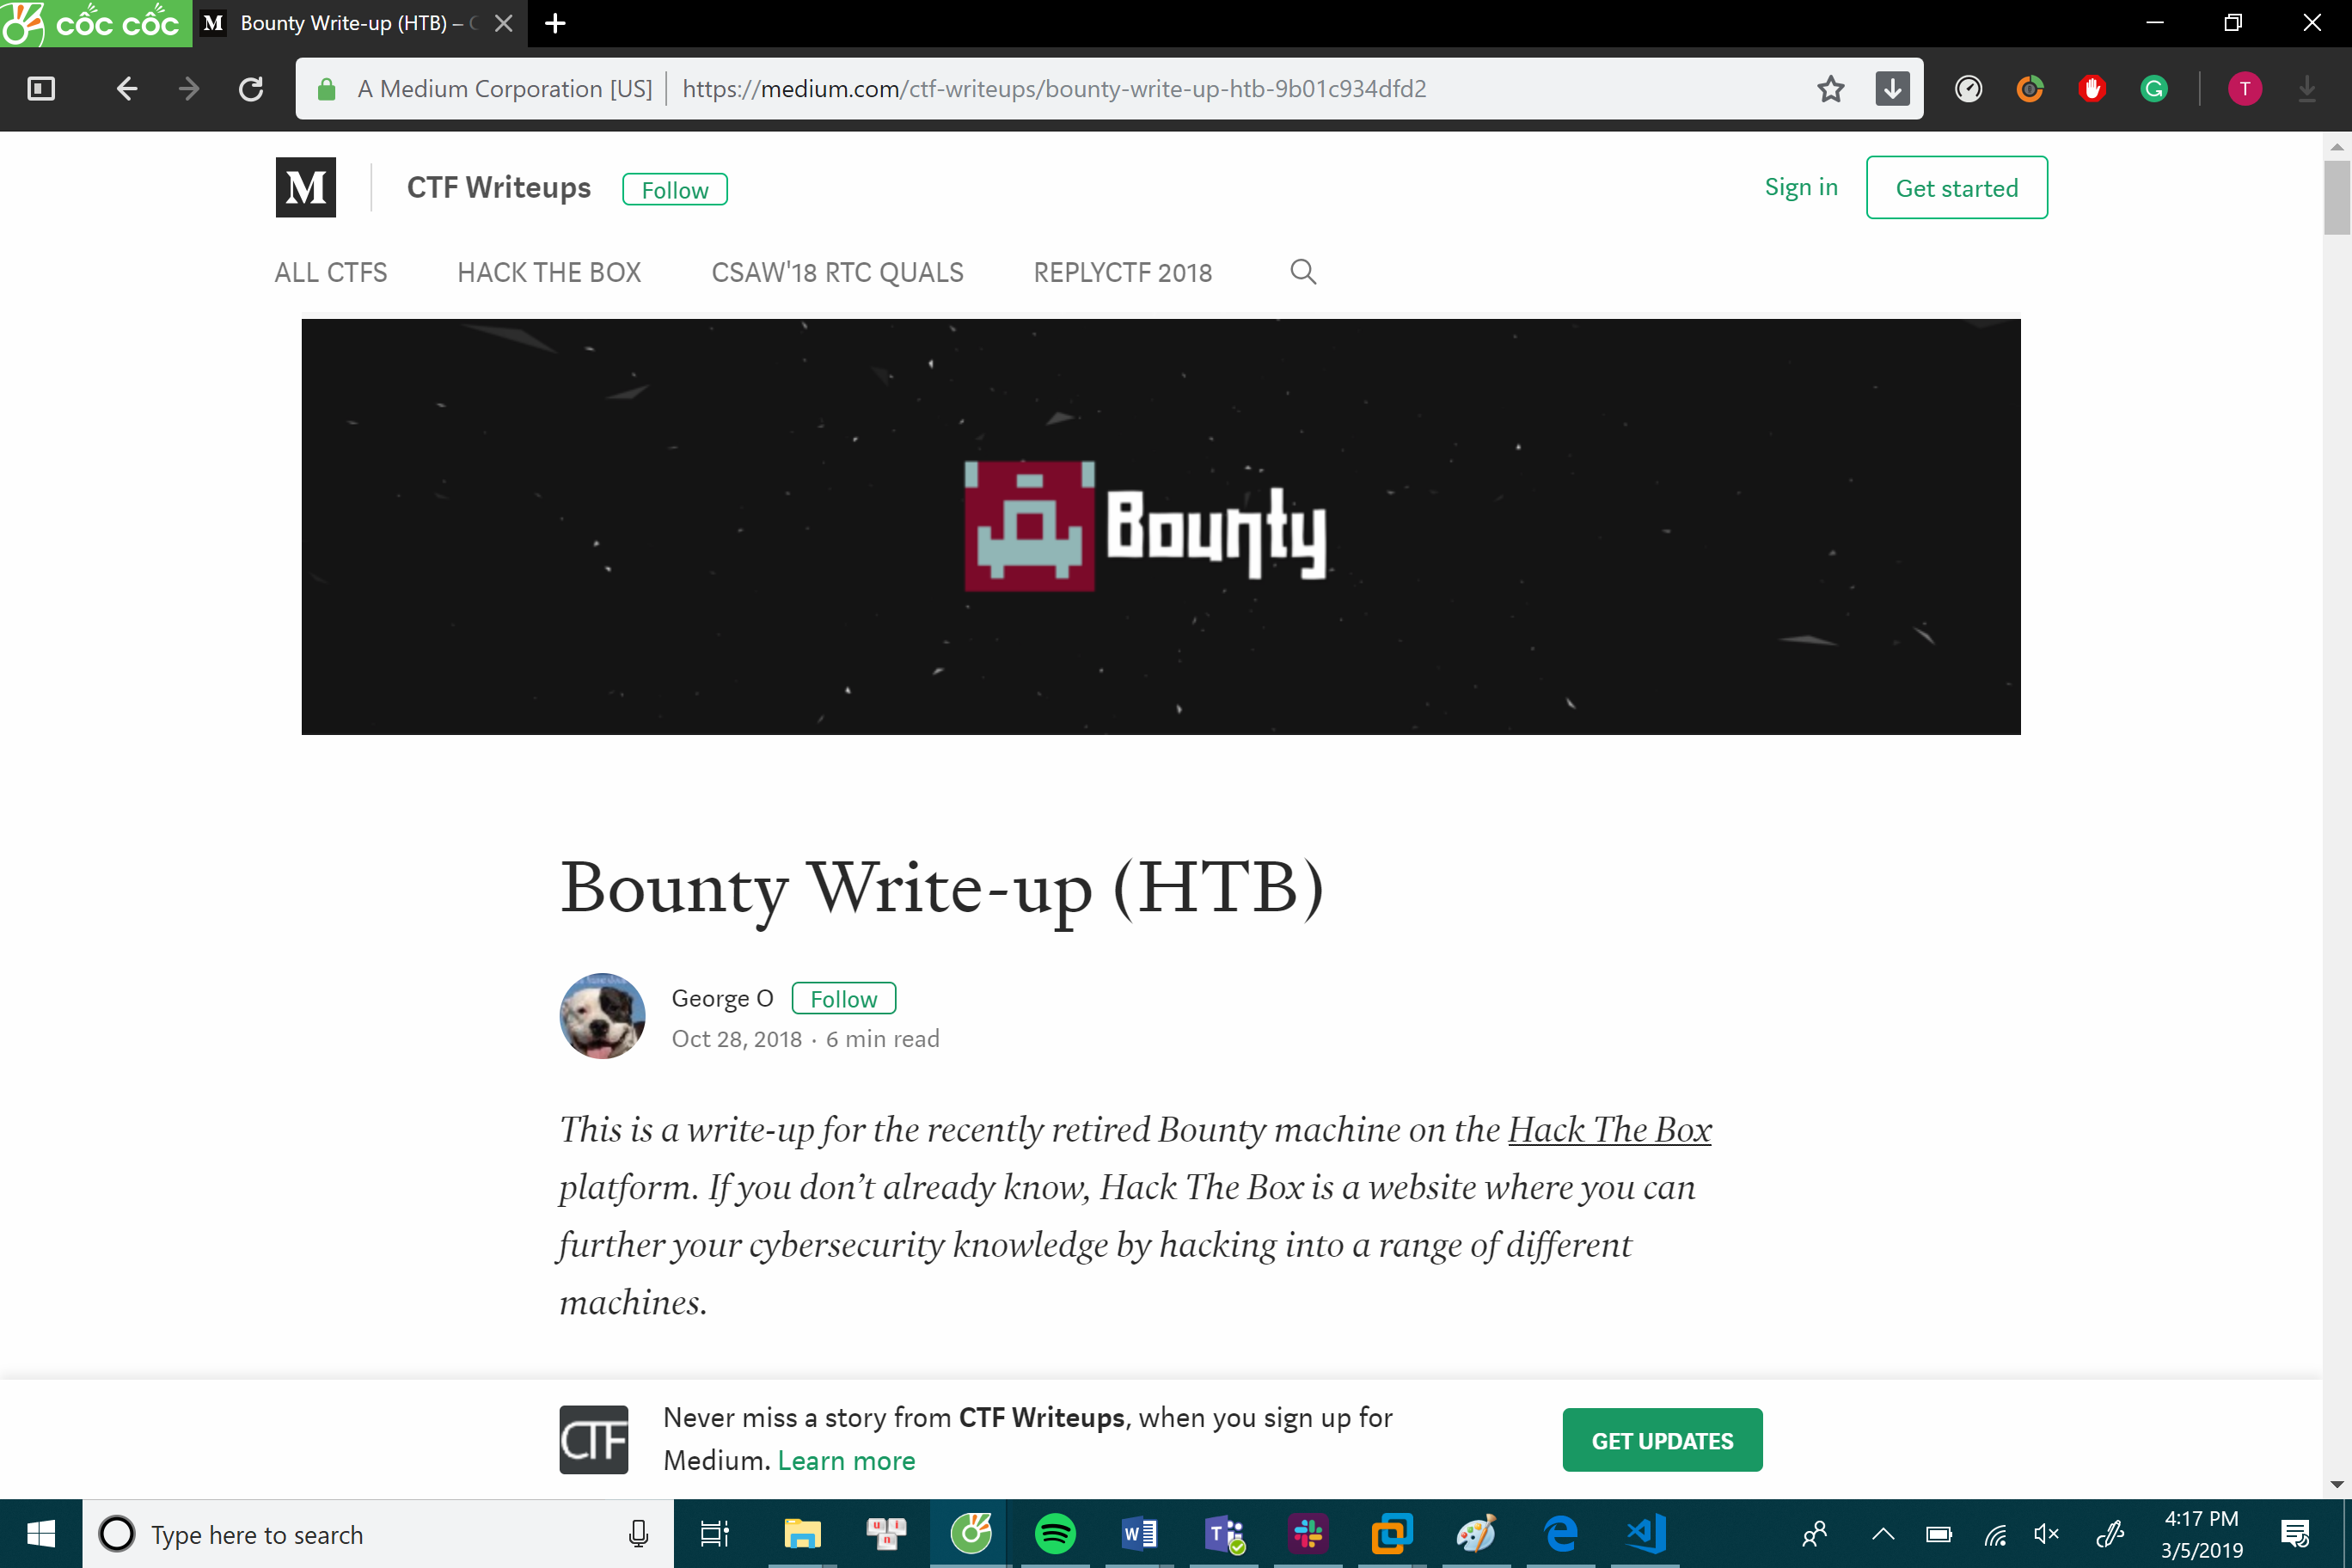 cốc cốc
M Bounty Write-up (HTB) –
A Medium Corporation [US] https://medium.com/ctf-writeups/bounty-write-up-htb-9b01c934dfd2
G
T
M CTF Writeups Follow
Sign in Get started
ALL CTFS HACK THE BOX CSAW'18 RTC QUALS REPLYCTF 2018
Bounty
Bounty Write-up (HTB)
George O Follow
Oct 28, 2018 · 6 min read
This is a write-up for the recently retired Bounty machine on the Hack The Box
platform. If you don’t already know, Hack The Box is a website where you can
further your cybersecurity knowledge by hacking into a range of different
machines.
CTF
Never miss a story from CTF Writeups, when you sign up for
Medium. Learn more
GET UPDATES
Type here to search
4:17 PM
3/5/2019